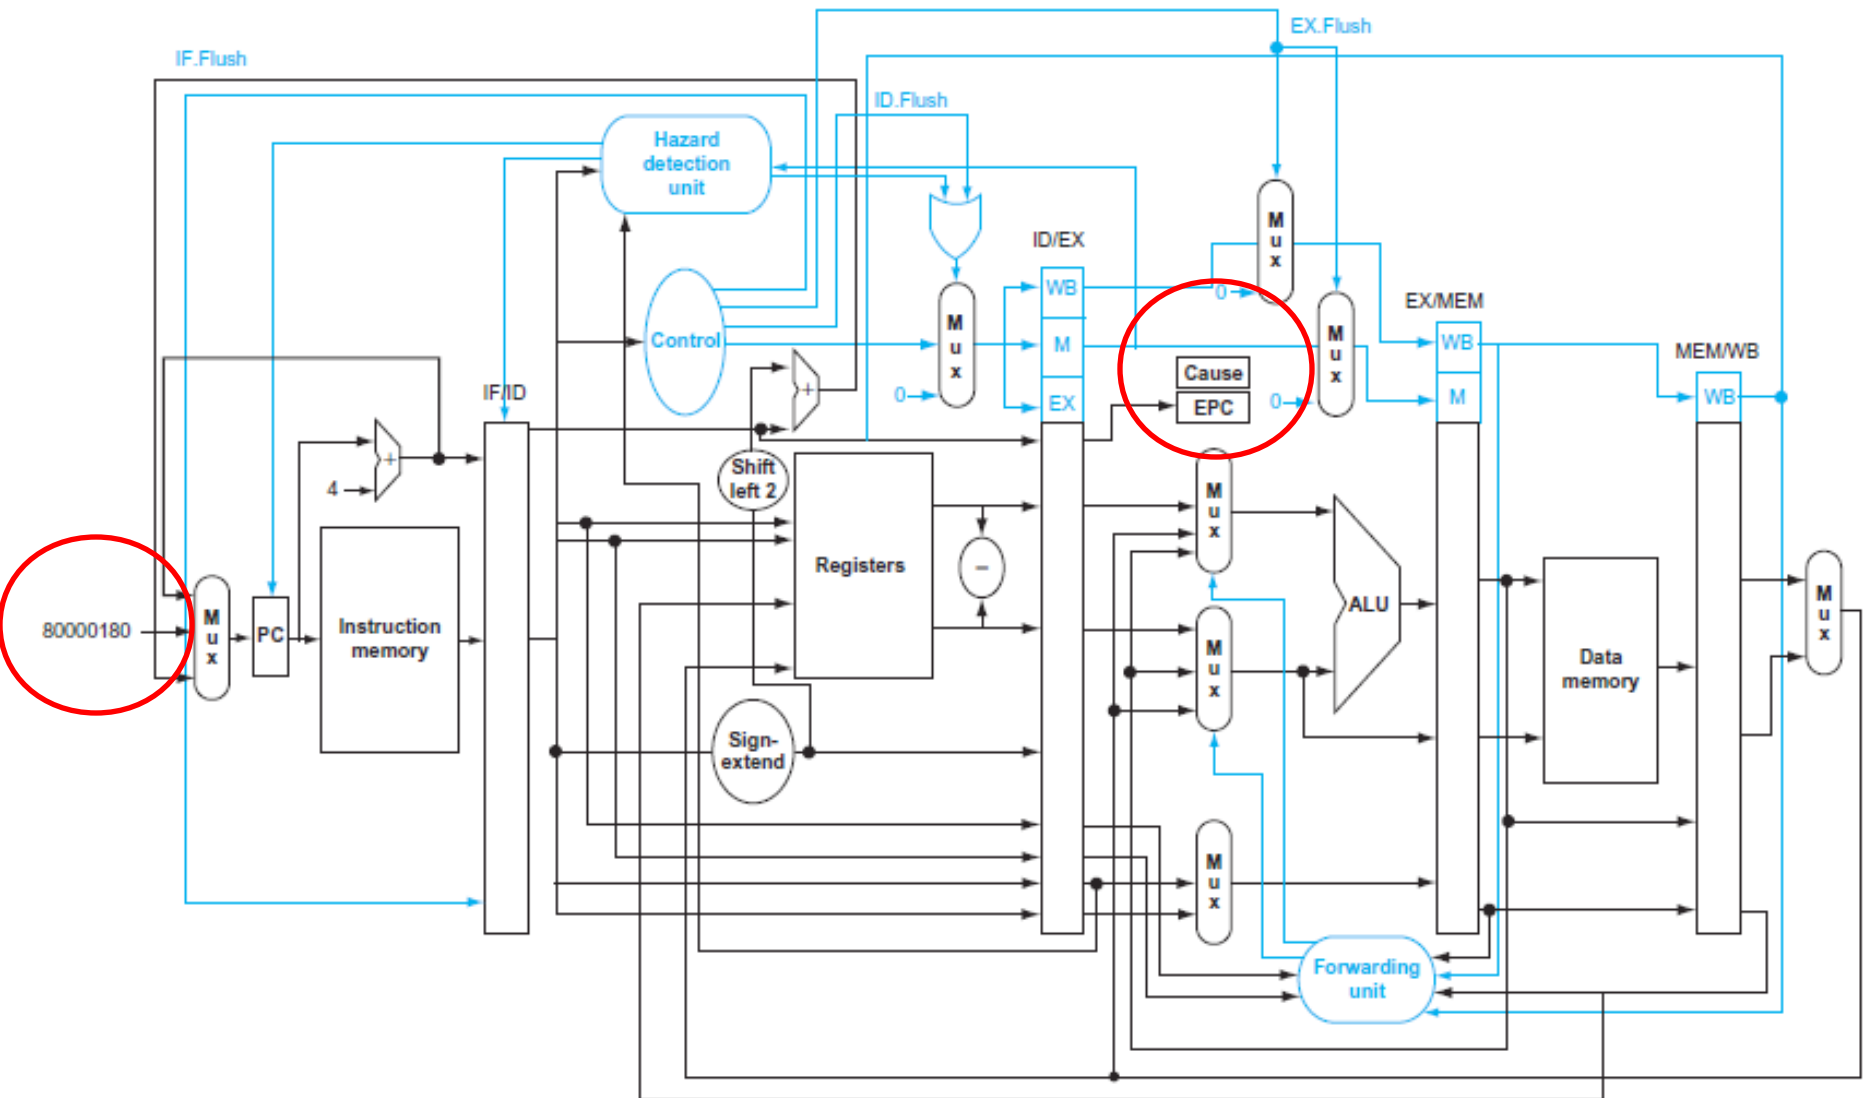 EX.Flush
IF.Flush
ID.Flush
Hazard
detection
unit
M
u
x
ID/EX
0
WB
EX/MEM
Control
M
u
x
M
u
x
M
WB
MEM/WB
Cause
IF/ID
+
0
EX
EPC
0
M
WB
+
4
Shift
left 2
M
u
x
Registers
–
ALU
80000180
M
u
x
PC
Instruction
memory
M
u
x
Data
memory
M
u
x
Sign-
extend
M
u
x
Forwarding
unit